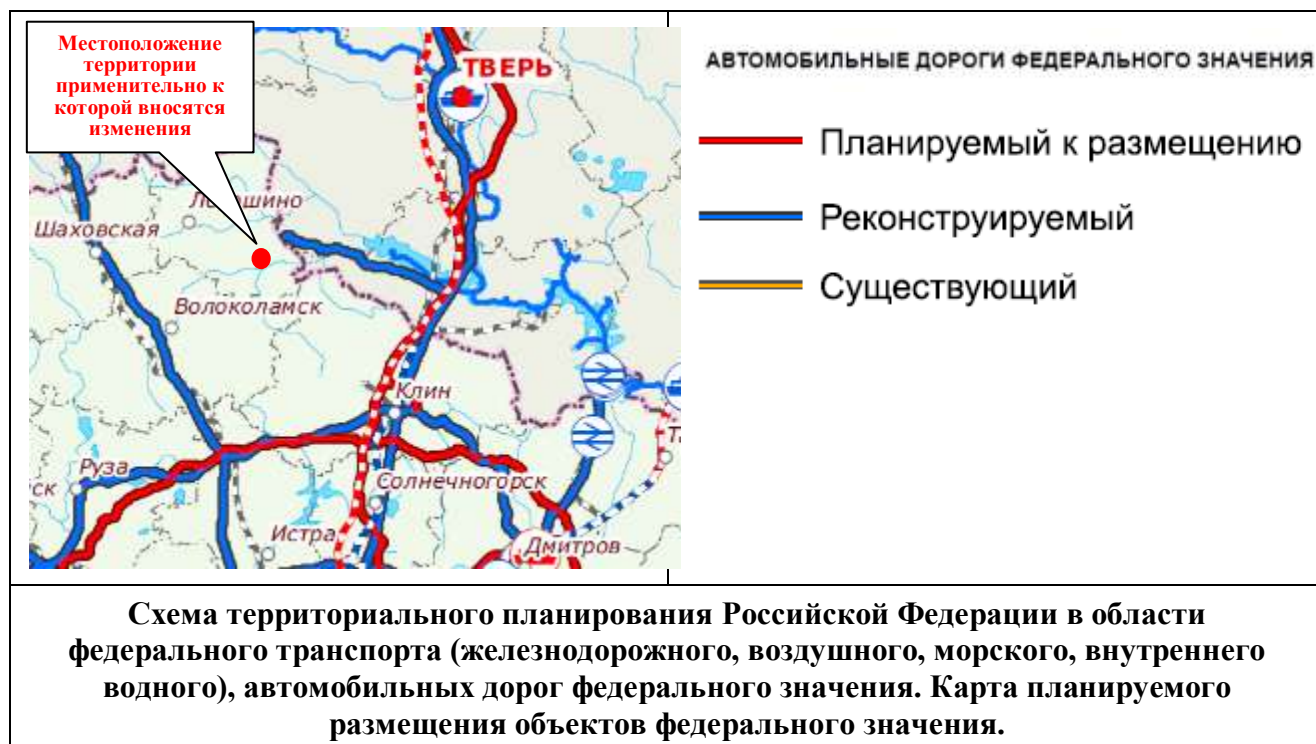 Местоположение
территории
применительно к
которой вносятся
изменения
ТВЕРЬ
Шаховская
Волоколамск
Клин
Руза
ск
Солнечногорск
Истра
Дмитров
АВТОМОБИЛЬНЫЕ ДОРОГИ ФЕДЕРАЛЬНОГО ЗНАЧЕНИЯ
Планируемый к размещению
Реконструируемый
Существующий
Схема территориального планирования Российской Федерации в области
федерального транспорта (железнодорожного, воздушного, морского, внутреннего
водного), автомобильных дорог федерального значения. Карта планируемого
размещения объектов федерального значения.